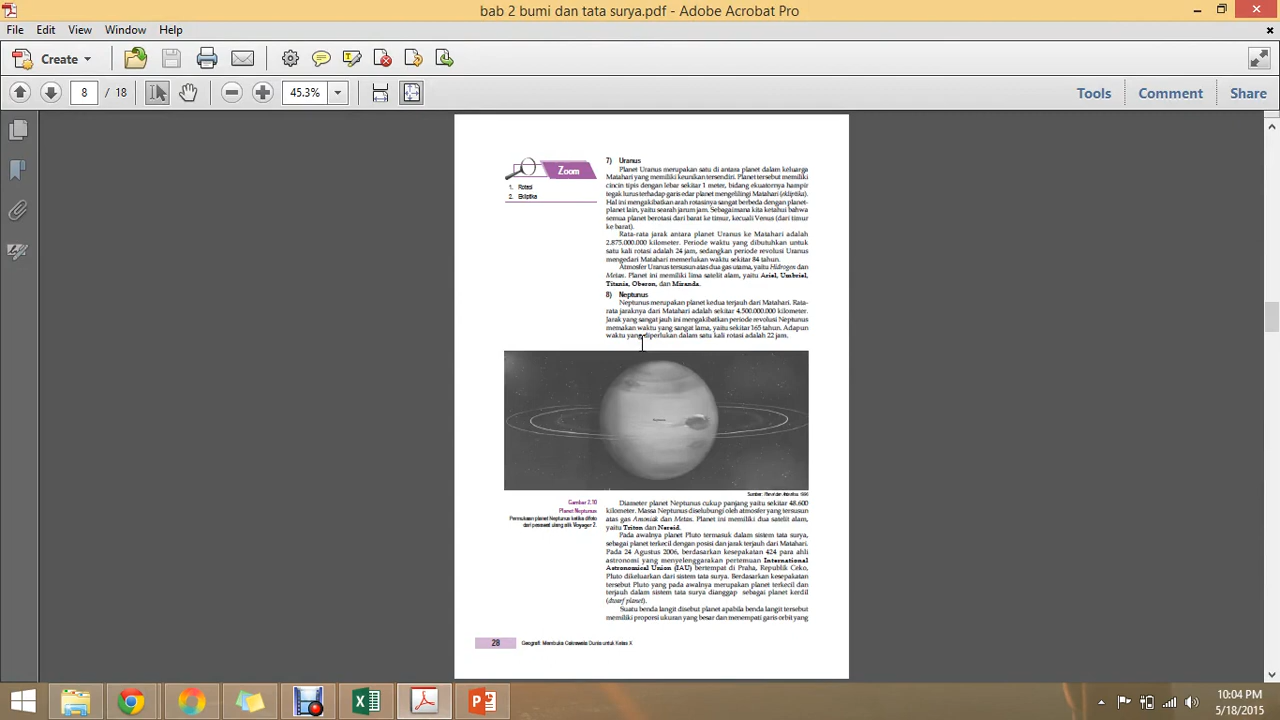 bab 2 bumi dan tata surya.pdf - Adobe Acrobat Pro
File Edit View Window Help
Create
8 / 18 45.3% Tools Comment Share
Zoom
1. Rotasi
2. Ekliptika
7) Uranus
Planet Uranus merupakan satu di antara planet dalam keluarga
Matahari yang memiliki keunikan tersendiri. Planet tersebut memiliki
cincin tipis dengan lebar sekitar 1 meter, bidang ekuatornya hampir
tegak lurus terhadap garis edar planet mengelilingi Matahari (ekliptika).
Hal ini mengakibatkan arah rotasinya sangat berbeda dengan planet-
planet lain, yaitu searah jarum jam. Sebagaimana kita ketahui bahwa
semua planet berotasi dari barat ke timur, kecuali Venus (dari timur
ke barat).
Rata-rata jarak antara planet Uranus ke Matahari adalah
2.875.000.000 kilometer. Periode waktu yang dibutuhkan untuk
satu kali rotasi adalah 24 jam, sedangkan periode revolusi Uranus
mengedari Matahari memerlukan waktu sekitar 84 tahun.
Atmosfer Uranus tersusun atas dua gas utama, yaitu Hidrogen dan
Metan. Planet ini memiliki lima satelit alam, yaitu Ariel, Umbriel,
Titania, Oberon, dan Miranda.
8) Neptunus
Neptunus merupakan planet kedua terjauh dari Matahari. Rata-
rata jaraknya dari Matahari adalah sekitar 4.500.000.000 kilometer.
Jarak yang sangat jauh ini mengakibatkan periode revolusi Neptunus
memakan waktu yang sangat lama, yaitu sekitar 165 tahun. Adapun
waktu yang diperlukan dalam satu kali rotasi adalah 22 jam.
Neptunus
Sumber:
Gambar 2.10
Planet Neptunus
Permukaan planet Neptunus ketika difoto
dari pesawat ulang alik Voyager 2.
Diameter planet Neptunus cukup panjang yaitu sekitar 48.600
kilometer. Massa Neptunus diselubungi oleh atmosfer yang tersusun
atas gas Amoniak dan Metan. Planet ini memiliki dua satelit alam,
yaitu Triton dan Nereid.
Pada awalnya planet Pluto termasuk dalam sistem tata surya,
sebagai planet terkecil dengan posisi dan jarak terjauh dari Matahari.
Pada 24 Agustus 2006, berdasarkan kesepakatan 424 para ahli
astronomi yang menyelenggarakan pertemuan International
Astronomical Union (IAU) bertempat di Praha, Republik Ceko,
Pluto dikeluarkan dari sistem tata surya. Berdasarkan kesepakatan
tersebut Pluto yang pada awalnya merupakan planet terkecil dan
terjauh dalam sistem tata surya dianggap sebagai planet kerdil
(dwarf planet).
Suatu benda langit disebut planet apabila benda langit tersebut
memiliki proporsi ukuran yang besar dan menempati garis orbit yang
28 Geografi: Membuka Cakrawala Dunia untuk Kelas X
10:04 PM
5/18/2015